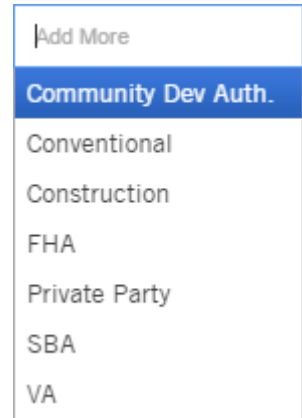 Add More
Community Dev Auth.
Conventional
Construction
FHA
Private Party
SBA
VA